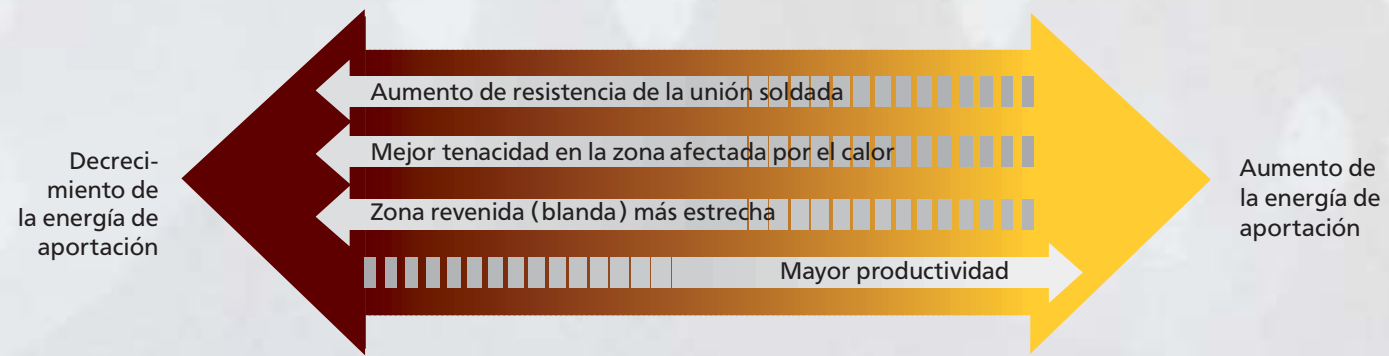 Decreci-
miento de
la energía de
aportación
Aumento de resistencia de la unión soldada
Mejor tenacidad en la zona afectada por el calor
Zona revenida (blanda) más estrecha
Mayor productividad
Aumento de
la energía de
aportación